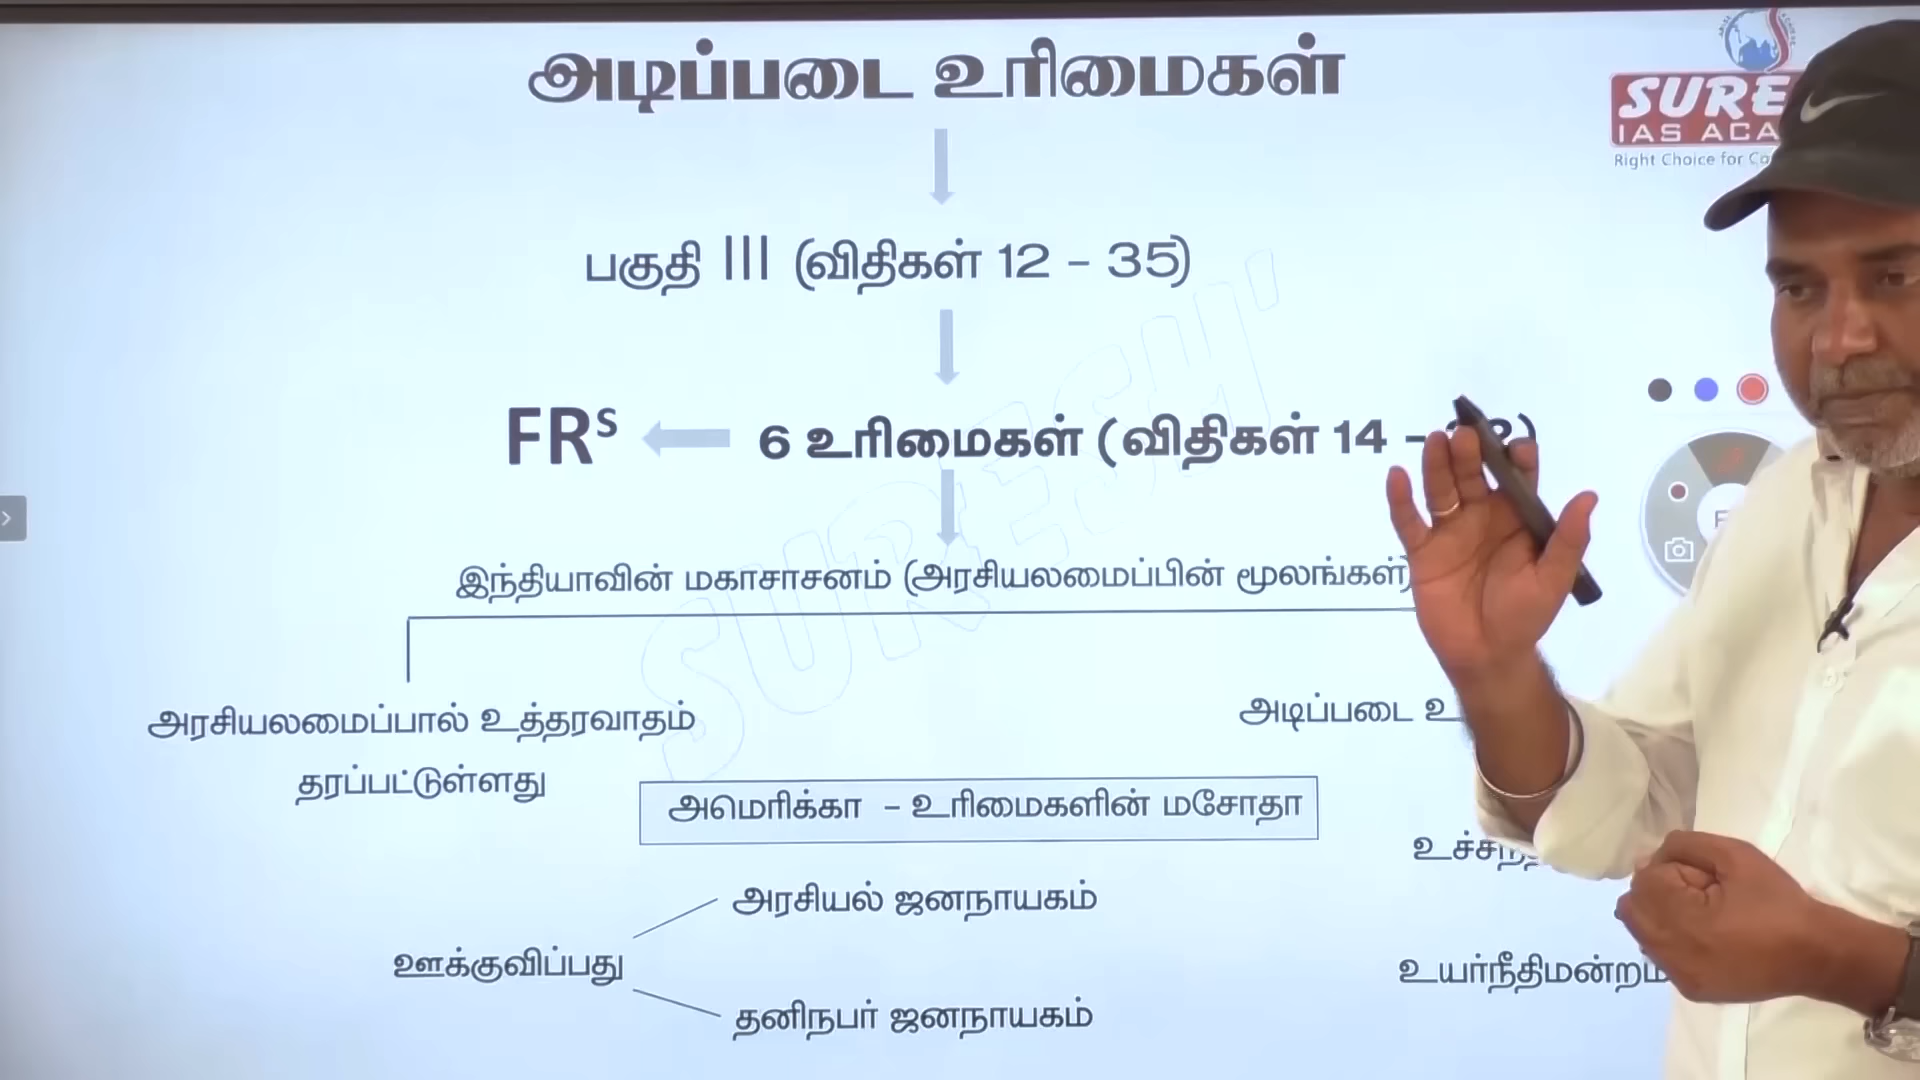 அடிப்படை உரிமைகள்
SURE
IAS ACA
Right Choice for
பகுதி III (விதிகள் 12 – 35)
FRS
6 உரிமைகள் (விதிகள் 14 –
இந்தியாவின் மகாசாசனம் (அரசியலமைப்பின் மூலங்கள்)
அரசியலமைப்பால் உத்தரவாதம்
தரப்பட்டுள்ளது
அடிப்படை
அமெரிக்கா – உரிமைகளின் மசோதா
ஊக்குவிப்பது
அரசியல் ஜனநாயகம்
தனிநபர் ஜனநாயகம்
உயர்நீதிமன்றம்
SURESH'